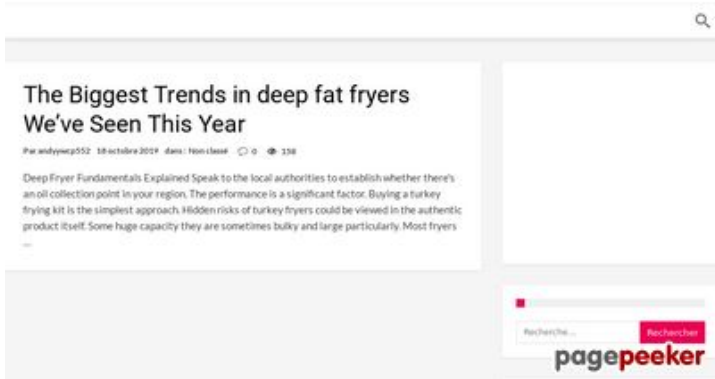 The Biggest Trends in deep fat fryers
We've Seen This Year
Par andyywcp552 18 octobre 2019 dans : Non classé 0 138
Deep Fryer Fundamentals Explained Speak to the local authorities to establish whether there's
an oil collection point in your region. The performance is a significant factor. Buying a turkey
frying kit is the simplest approach. Hidden risks of turkey fryers could be viewed in the authentic
product itself. Some huge capacity they are sometimes bulky and large particularly. Most fryers
...
Recherche... Rechercher
pagepeeker